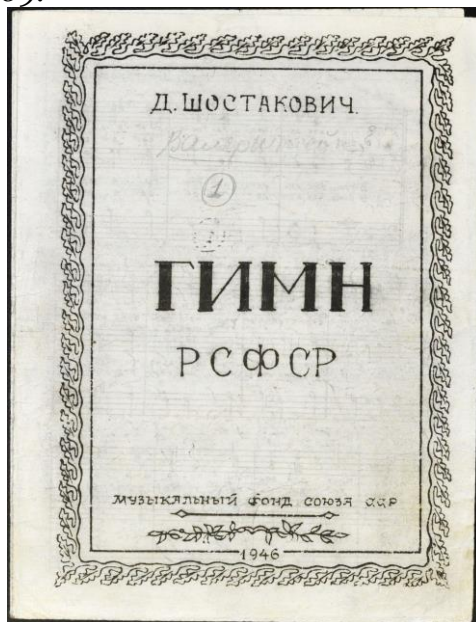 Д. ШОСТАКОВИЧ.
1
ГИМН
РСФСР
МУЗЫКАЛЬНЫЙ ФОНД СОЮЗА ССР
1946